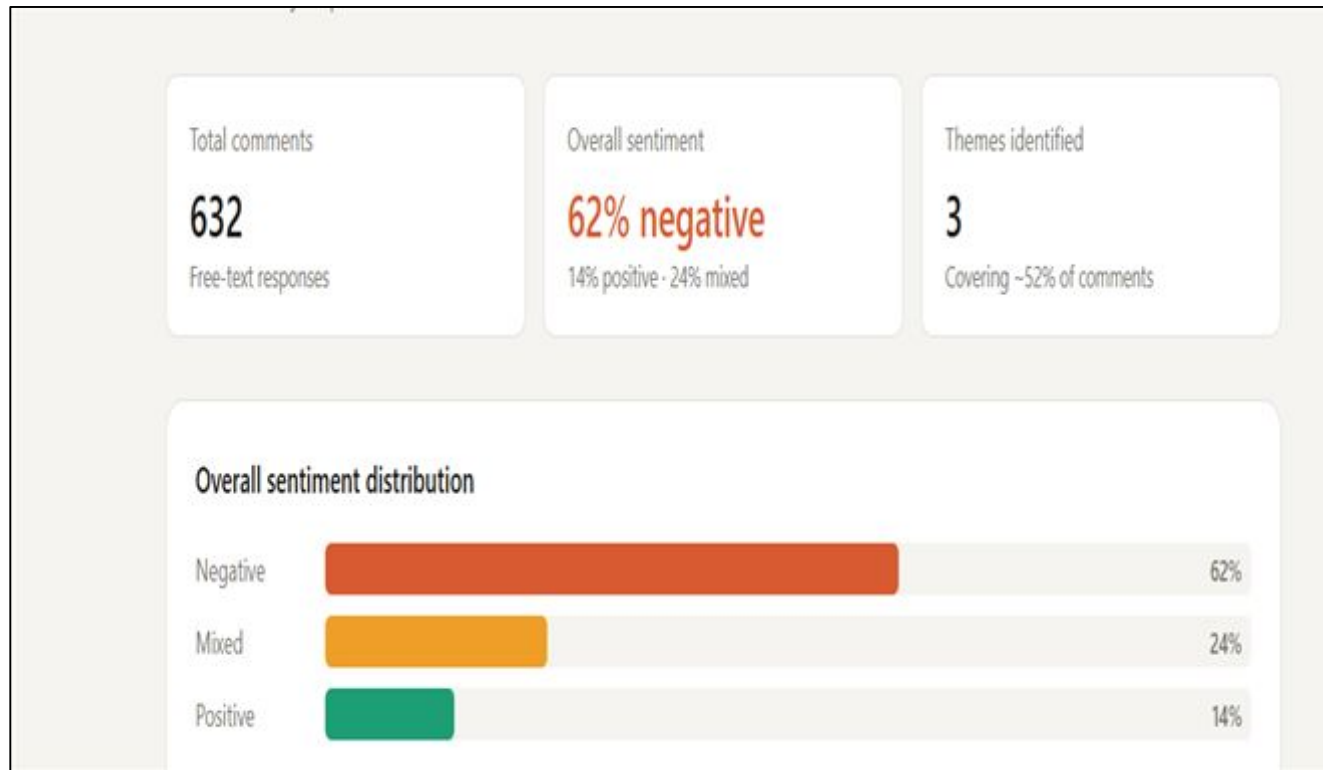 Total comments
632
Free-text responses
Overall sentiment
62% negative
14% positive · 24% mixed
Themes identified
3
Covering ~52% of comments
Overall sentiment distribution
Negative 62%
Mixed 24%
Positive 14%